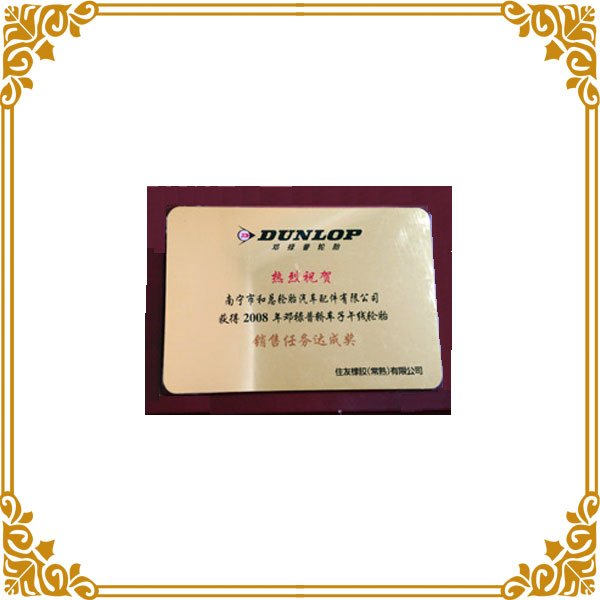 DUNLOP
邓禄普轮胎
热烈祝贺
南宁市和慈轮胎汽车配件有限公司
获得2008年邓禄普轿车子午线轮胎
销售任务达成奖
住友橡胶(常熟)有限公司